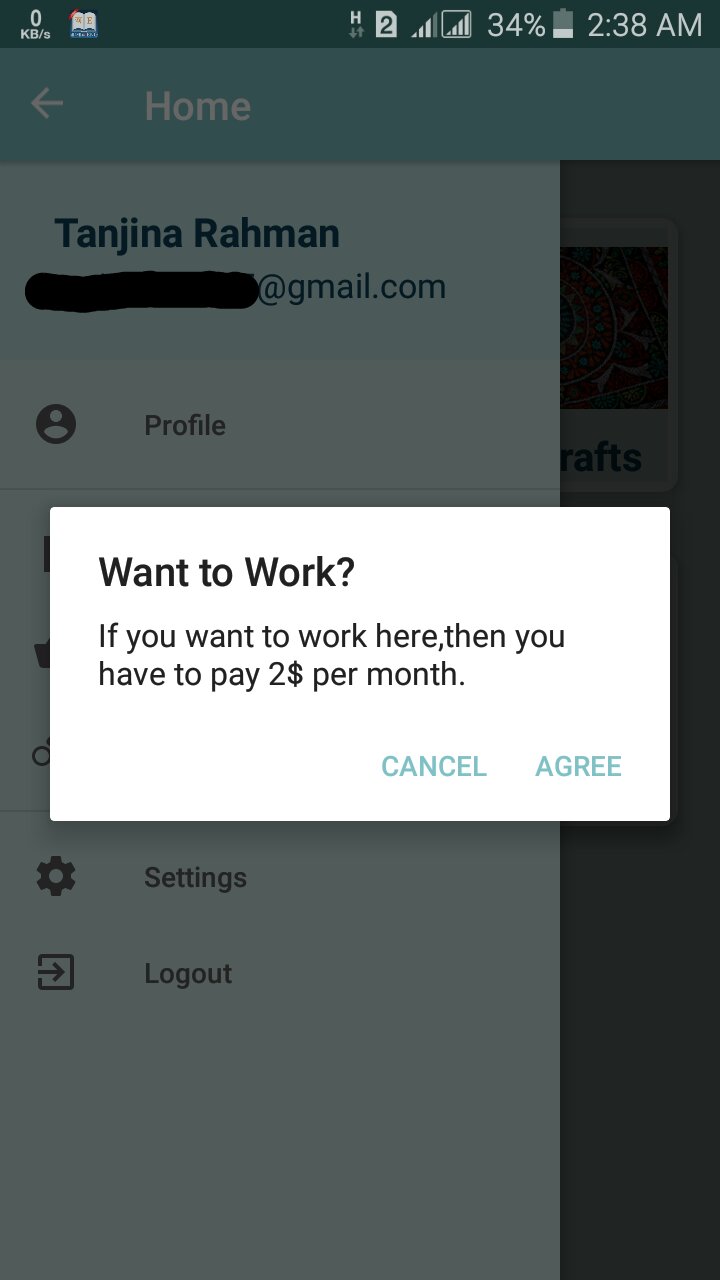 0
KB/s
H 2 34% 2:38 AM
Home
Tanjina Rahman
@gmail.com
Profile
rafts
Want to Work?
If you want to work here,then you
have to pay 2$ per month.
CANCEL AGREE
Settings
Logout